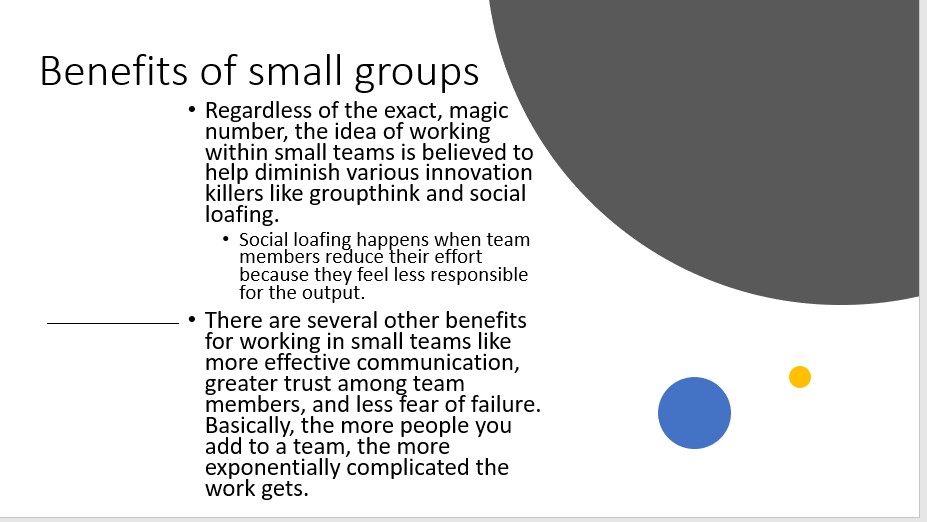 Benefits of small groups
• Regardless of the exact, magic
number, the idea of working
within small teams is believed to
help diminish various innovation
killers like groupthink and social
loafing.
• Social loafing happens when team
members reduce their effort
because they feel less responsible
for the output.
• There are several other benefits
for working in small teams like
more effective communication,
greater trust among team
members, and less fear of failure.
Basically, the more people you
add to a team, the more
exponentially complicated the
work gets.